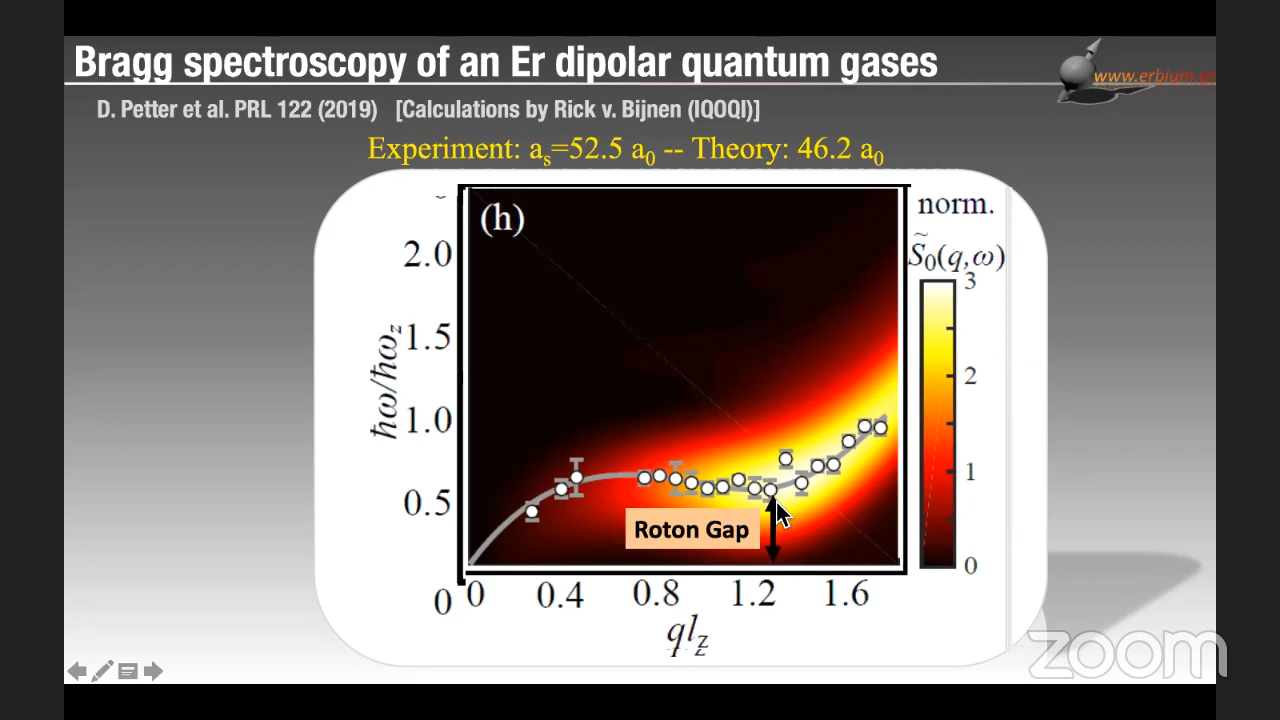 Bragg spectroscopy of an Er dipolar quantum gases
www.erbium.at
D. Petter et al. PRL 122 (2019) [Calculations by Rick v. Bijnen (IQOQI)]
Experiment: as=52.5 a0 -- Theory: 46.2 a0
(h)
norm.
S̃0(q,ω)
2.0
1.5
1.0
0.5
0
ħω/ħωz
3
2
1
0
Roton Gap
0 0.4 0.8 1.2 1.6
qlz
zoom